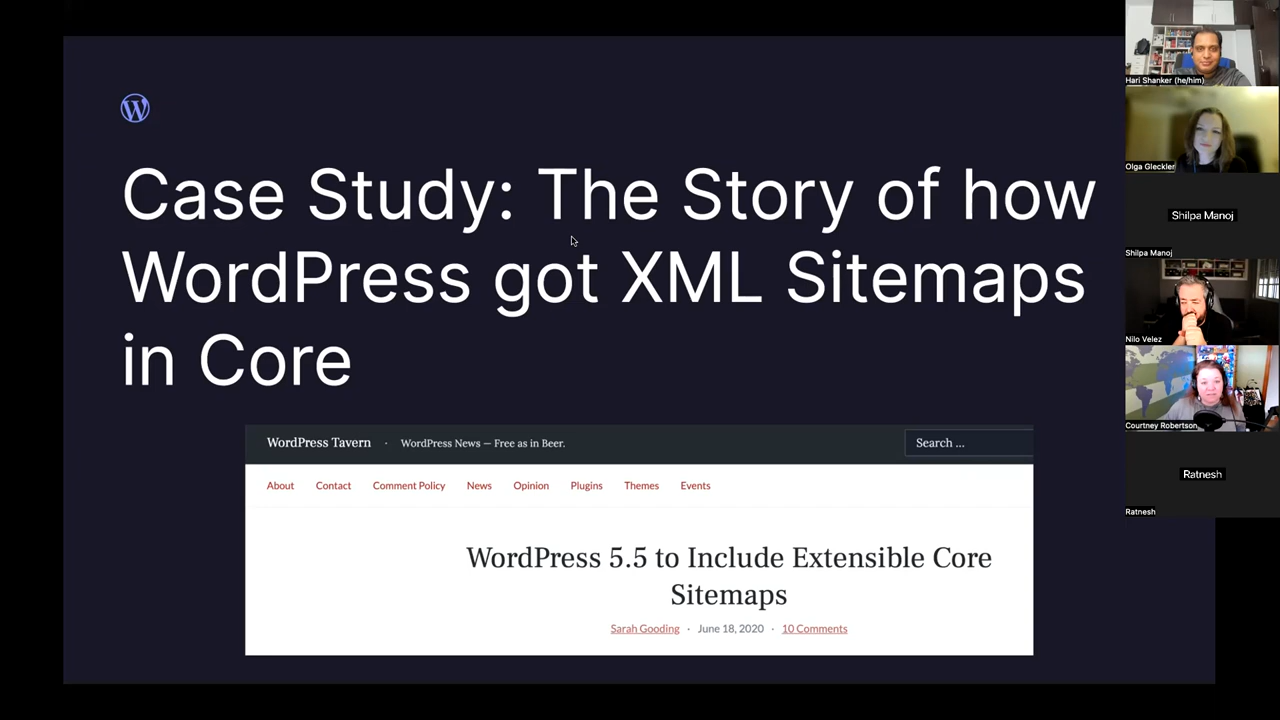 Case Study: The Story of how
WordPress got XML Sitemaps
in Core
WordPress Tavern · WordPress News — Free as in Beer.
Search ...
About Contact Comment Policy News Opinion Plugins Themes Events
WordPress 5.5 to Include Extensible Core
Sitemaps
Sarah Gooding · June 18, 2020 · 10 Comments
Hari Shanker (he/him)
Olga Gleckler
Shilpa Manoj
Shilpa Manoj
Nilo Velez
Courtney Robertson
Ratnesh
Ratnesh